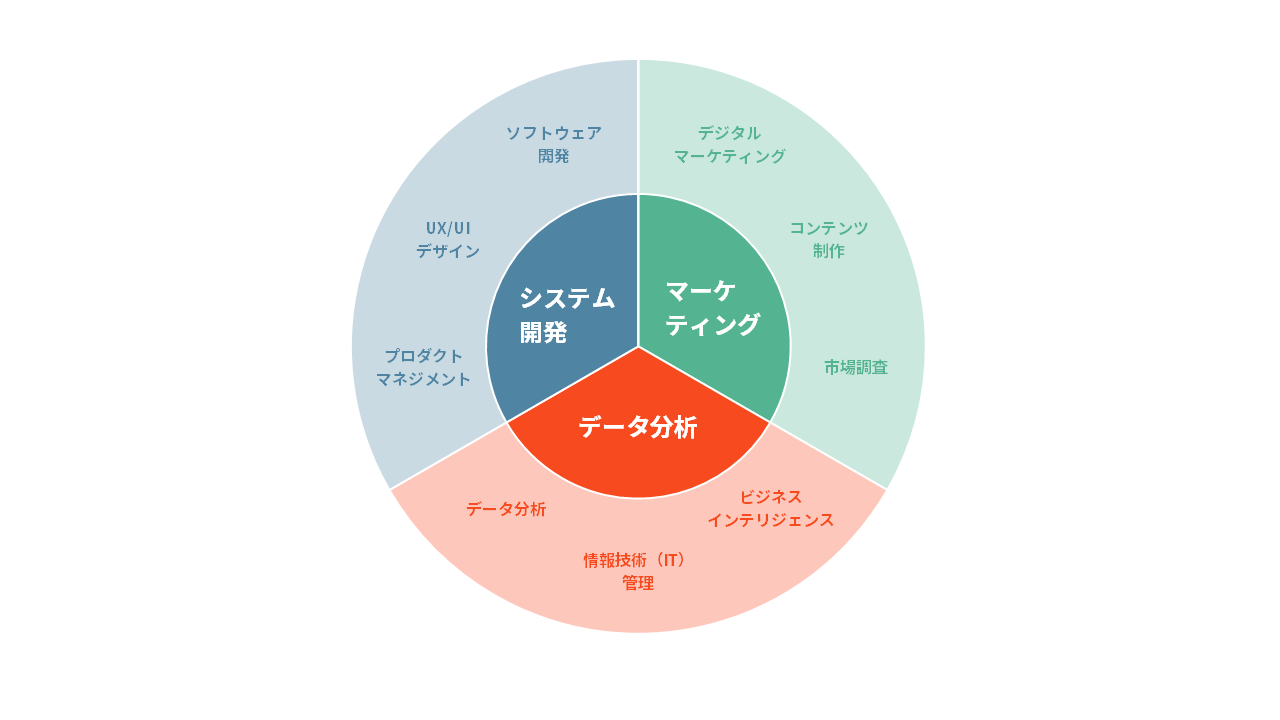 ソフトウェア
開発
UX/UI
デザイン
プロダクト
マネジメント
システム
開発
デジタル
マーケティング
コンテンツ
制作
市場調査
マーケ
ティング
データ分析
データ分析
情報技術（IT）
管理
ビジネス
インテリジェンス